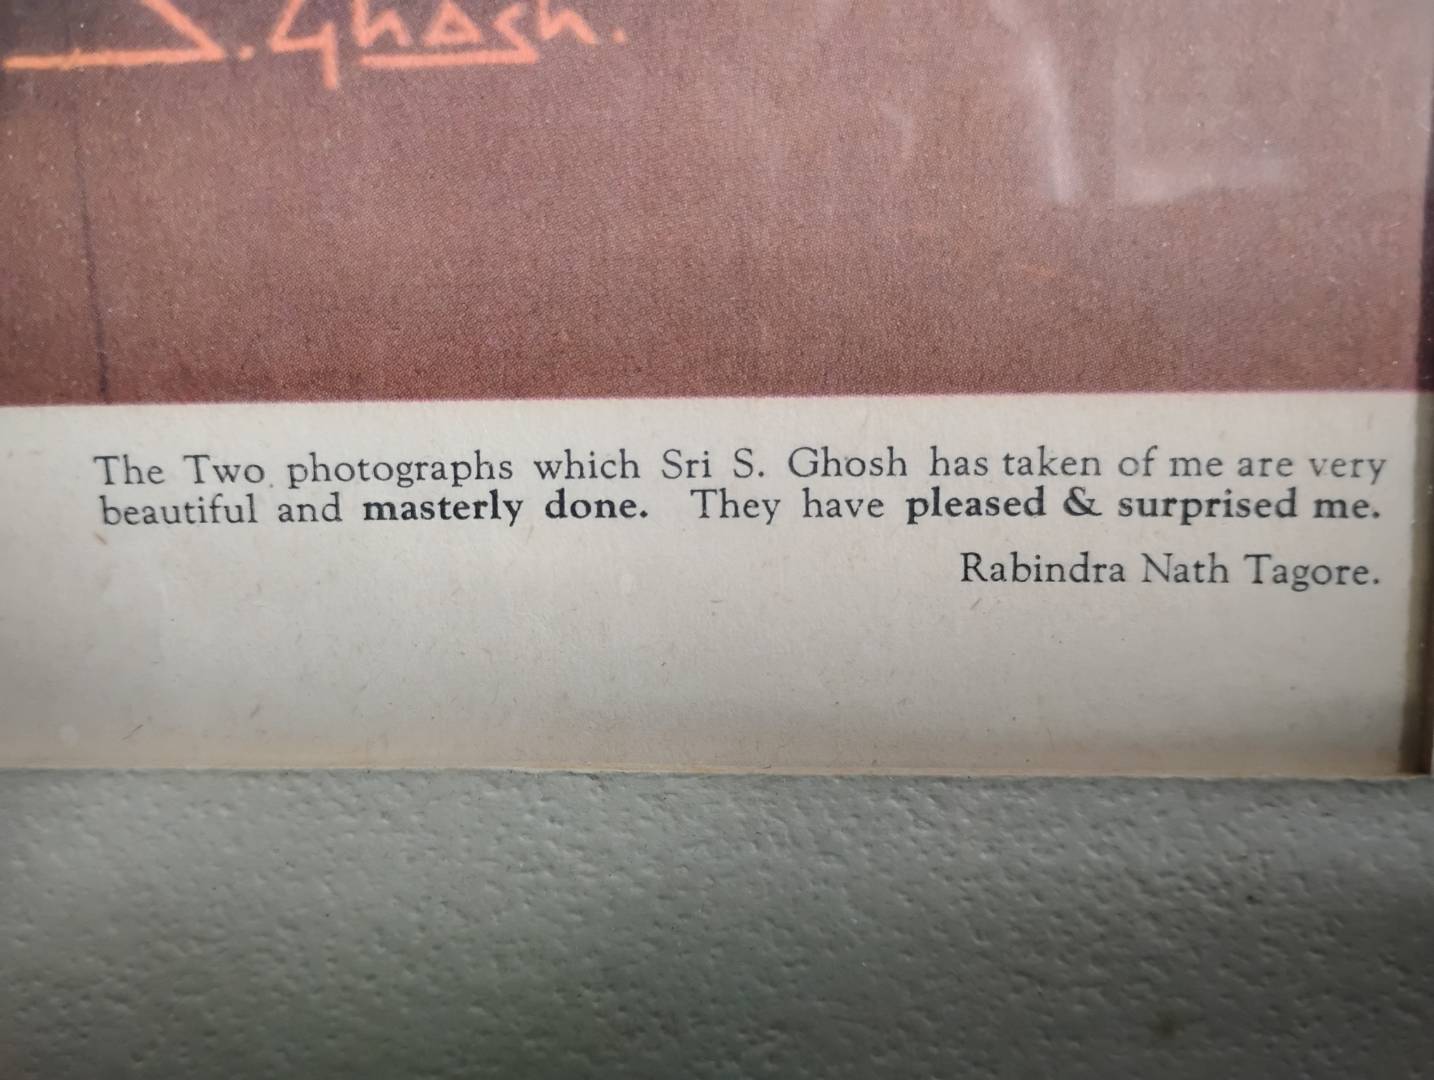 S. Ghosh.
The Two photographs which Sri S. Ghosh has taken of me are very
beautiful and masterly done. They have pleased & surprised me.
Rabindra Nath Tagore.